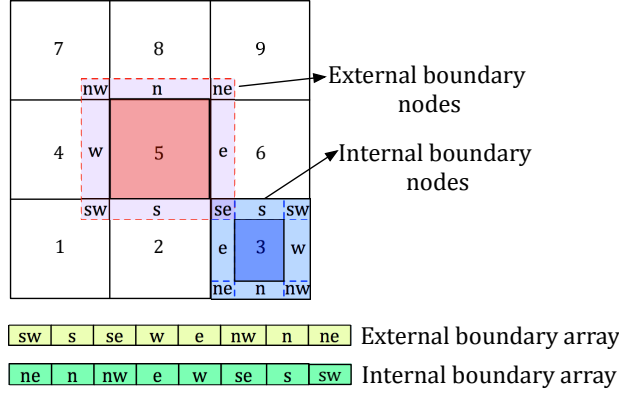 7 8 9
nw n ne
External boundary
nodes
4 w 5 e 6
Internal boundary
nodes
sw s se s sw
1 2 e 3 w
ne n nw
sw s se w e nw n ne External boundary array
ne n nw e w se s sw Internal boundary array